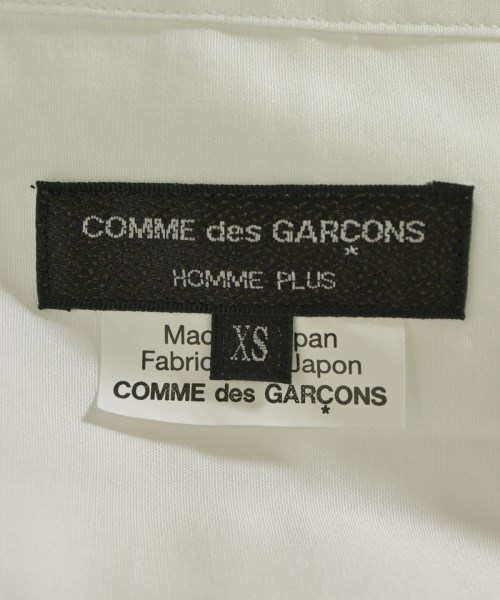 COMME des GARÇONS
HOMME PLUS
XS
Mad pan
Fabric Japon
COMME des GARÇONS